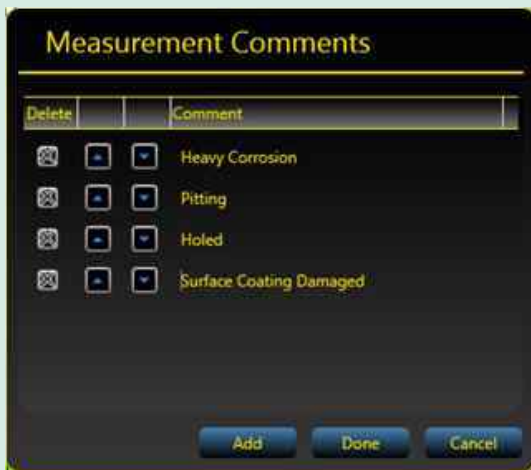 Measurement Comments
Delete Comment
Heavy Corrosion
Pitting
Holed
Surface Coating Damaged
Add Done Cancel